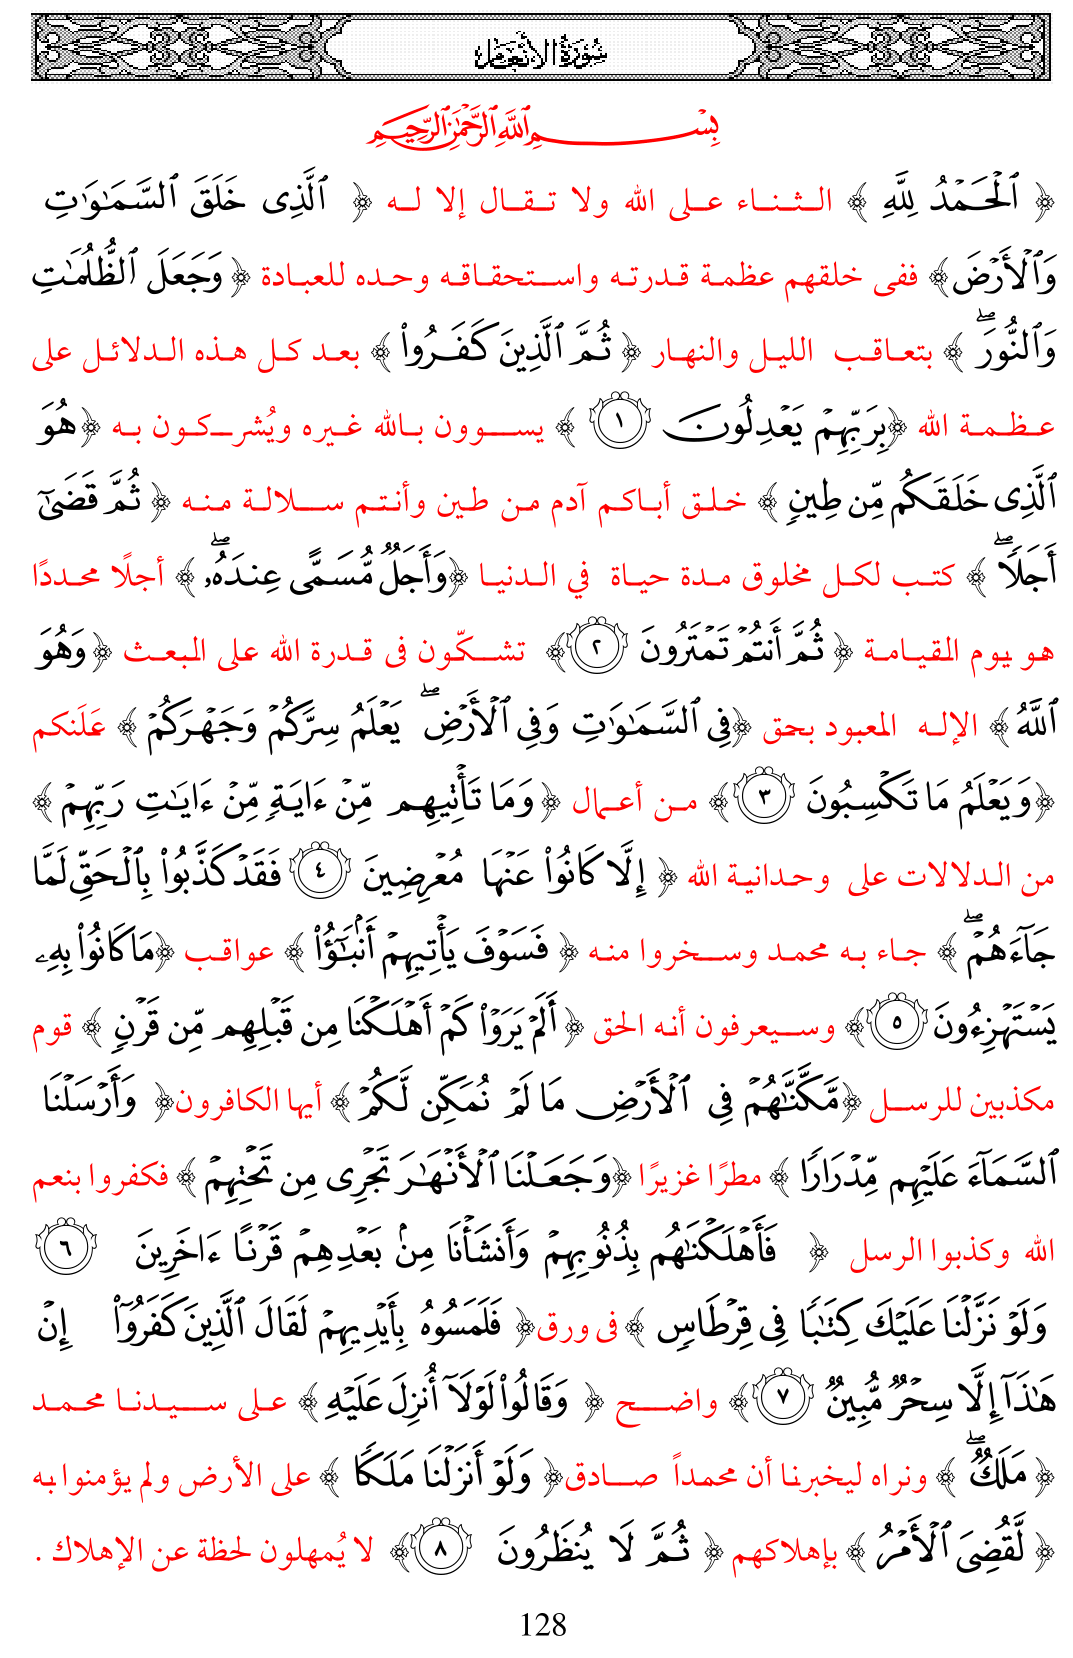 سُورَةُ الأنْعَام
بِسْمِ ٱللَّهِ ٱلرَّحْمَٰنِ ٱلرَّحِيمِ
﴿ ٱلْحَمْدُ لِلَّهِ ﴾ الثناء على الله ولا تقال إلا له ﴿ ٱلَّذِى خَلَقَ ٱلسَّمَٰوَٰتِ
وَٱلْأَرْضَ﴾ ففى خلقهم عظمة قدرته واستحقاقه وحده للعبادة ﴿ وَجَعَلَ ٱلظُّلُمَٰتِ
وَٱلنُّورَ ۖ ﴾ بتعاقب الليل والنهار ﴿ ثُمَّ ٱلَّذِينَ كَفَرُوا۟ ﴾ بعد كل هذه الدلائل على
عظمة الله ﴿بِرَبِّهِمْ يَعْدِلُونَ ١ ﴾ يسوون بالله غيره ويُشركون به ﴿هُوَ
ٱلَّذِى خَلَقَكُم مِّن طِينٍ ﴾ خلق أباكم آدم من طين وأنتم سلالة منه ﴿ ثُمَّ قَضَىٰٓ
أَجَلًا ۖ ﴾ كتب لكل مخلوق مدة حياة في الدنيا ﴿وَأَجَلٌ مُّسَمًّى عِندَهُۥ ۖ ﴾ أجلًا محددًا
هو يوم القيامة ﴿ ثُمَّ أَنتُمْ تَمْتَرُونَ ٢﴾ تشكّون فى قدرة الله على البعث ﴿وَهُوَ
ٱللَّهُ ﴾ الإله المعبود بحق ﴿فِى ٱلسَّمَٰوَٰتِ وَفِى ٱلْأَرْضِ ۖ يَعْلَمُ سِرَّكُمْ وَجَهْرَكُمْ ﴾ عَلَنكم
﴿وَيَعْلَمُ مَا تَكْسِبُونَ ٣﴾ من أعمال ﴿ وَمَا تَأْتِيهِم مِّنْ ءَايَةٍ مِّنْ ءَايَٰتِ رَبِّهِمْ ﴾
من الدلالات على وحدانية الله ﴿ إِلَّا كَانُوا۟ عَنْهَا مُعْرِضِينَ ٤ فَقَدْ كَذَّبُوا۟ بِٱلْحَقِّ لَمَّا
جَآءَهُمْ ۖ ﴾ جاء به محمد وسخروا منه ﴿ فَسَوْفَ يَأْتِيهِمْ أَنۢبَٰٓؤُا۟ ﴾ عواقب ﴿مَا كَانُوا۟ بِهِۦ
يَسْتَهْزِءُونَ ٥﴾ وسيعرفون أنه الحق ﴿ أَلَمْ يَرَوْا۟ كَمْ أَهْلَكْنَا مِن قَبْلِهِم مِّن قَرْنٍ ﴾ قوم
مكذبين للرسل ﴿مَّكَّنَّٰهُمْ فِى ٱلْأَرْضِ مَا لَمْ نُمَكِّن لَّكُمْ ﴾ أيها الكافرون﴿ وَأَرْسَلْنَا
ٱلسَّمَآءَ عَلَيْهِم مِّدْرَارًا ﴾ مطرًا غزيرًا ﴿وَجَعَلْنَا ٱلْأَنْهَٰرَ تَجْرِى مِن تَحْتِهِمْ ﴾ فكفروا بنعم
الله وكذبوا الرسل ﴿ فَأَهْلَكْنَٰهُم بِذُنُوبِهِمْ وَأَنشَأْنَا مِنۢ بَعْدِهِمْ قَرْنًا ءَاخَرِينَ ٦
وَلَوْ نَزَّلْنَا عَلَيْكَ كِتَٰبًا فِى قِرْطَاسٍ ﴾ فى ورق﴿ فَلَمَسُوهُ بِأَيْدِيهِمْ لَقَالَ ٱلَّذِينَ كَفَرُوٓا۟ إِنْ
هَٰذَآ إِلَّا سِحْرٌ مُّبِينٌ ٧﴾ واضح ﴿ وَقَالُوا۟ لَوْلَآ أُنزِلَ عَلَيْهِ ﴾ على سيدنا محمد
﴿ مَلَكٌ ۖ ﴾ ونراه ليخبرنا أن محمداً صادق﴿ وَلَوْ أَنزَلْنَا مَلَكًا ﴾ على الأرض ولم يؤمنوا به
﴿ لَّقُضِىَ ٱلْأَمْرُ ﴾ بإهلاكهم ﴿ ثُمَّ لَا يُنظَرُونَ ٨﴾ لا يُمهلون لحظة عن الإهلاك .
128